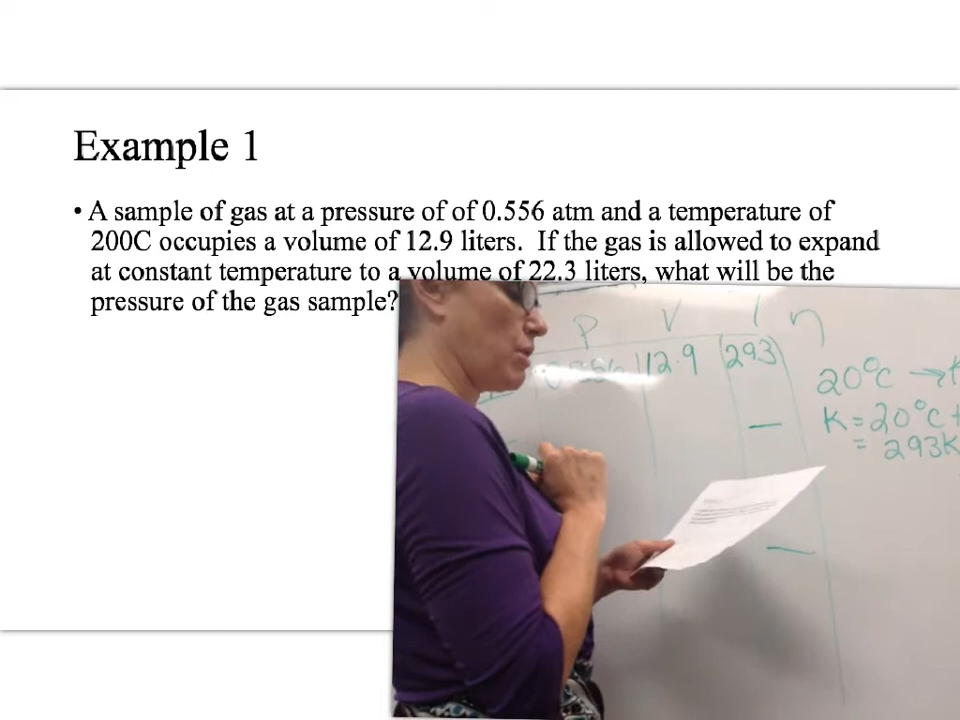 Example 1
• A sample of gas at a pressure of of 0.556 atm and a temperature of
200C occupies a volume of 12.9 liters. If the gas is allowed to expand
at constant temperature to a volume of 22.3 liters, what will be the
pressure of the gas sample?
P V T n
0.556 12.9 293
20°C → K
K = 20°C +
= 293K